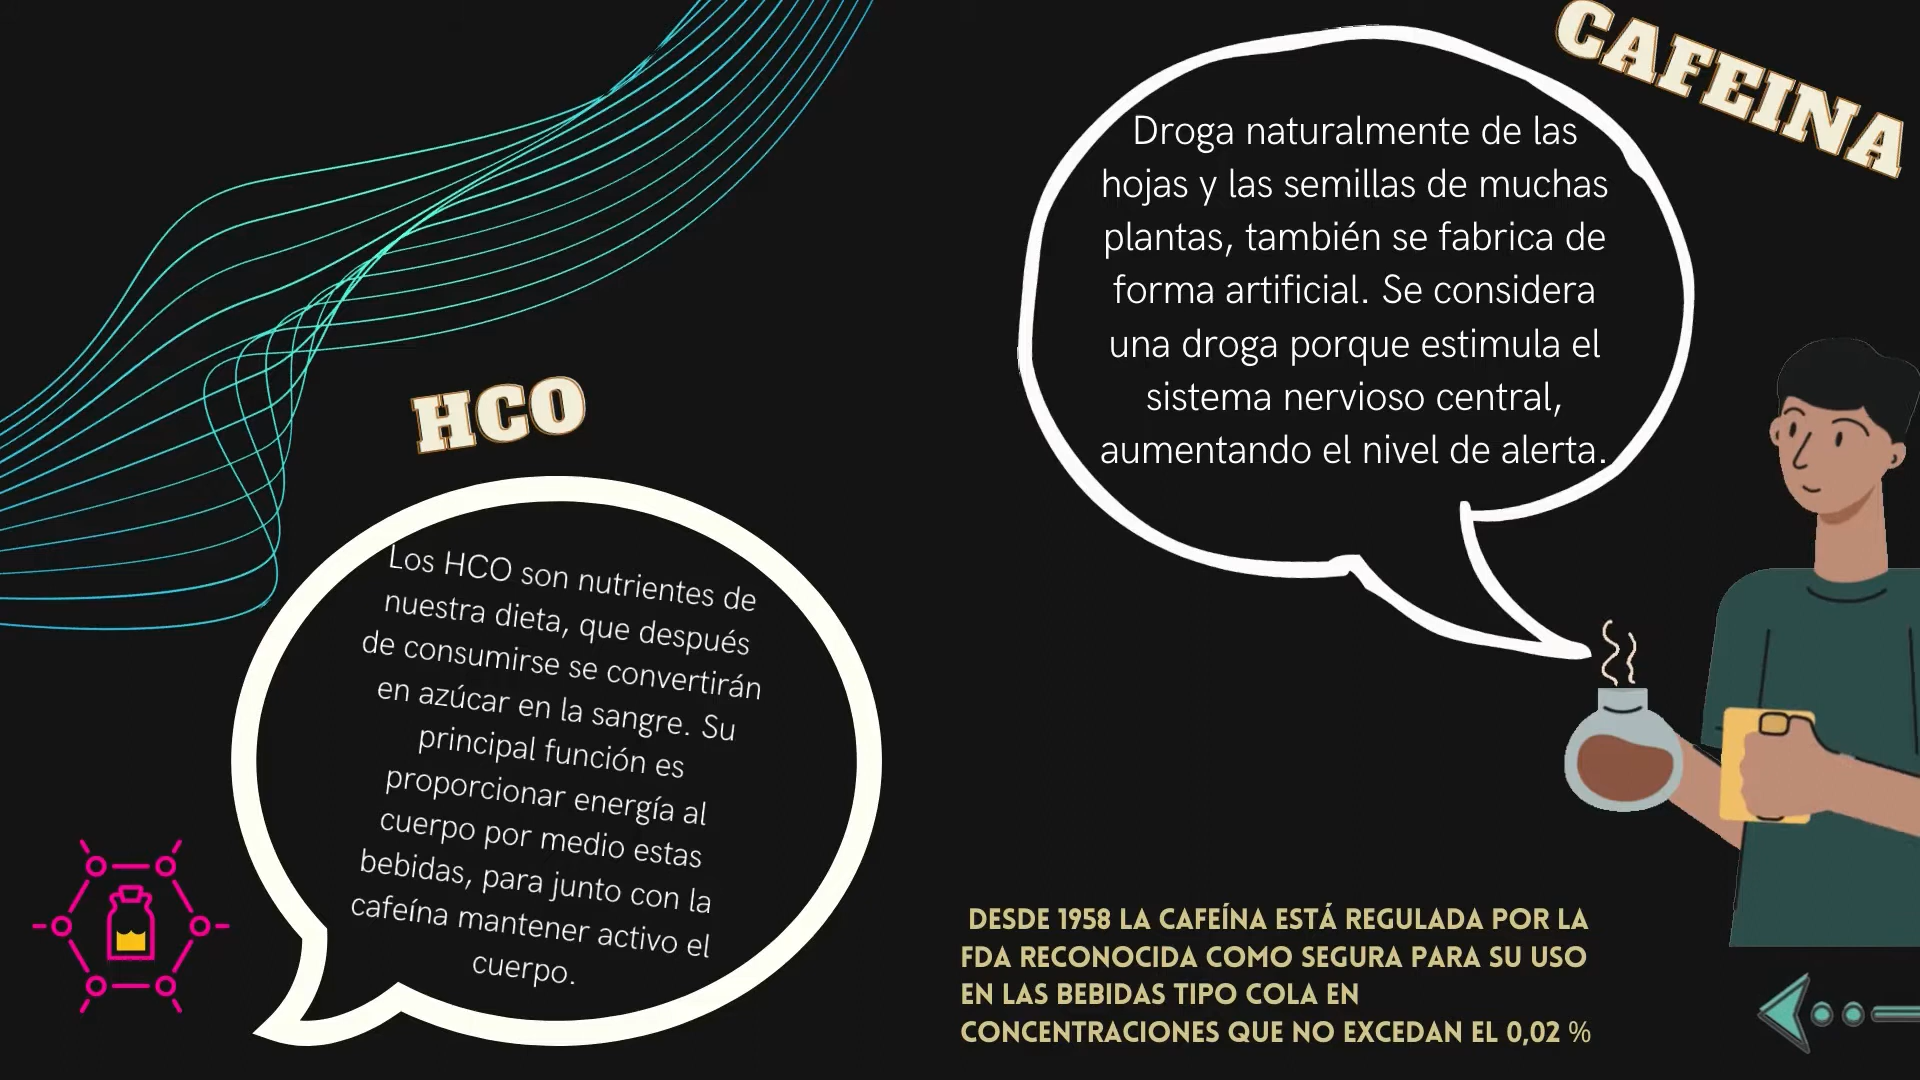 HCO
Los HCO son nutrientes de
nuestra dieta, que después
de consumirse se convertirán
en azúcar en la sangre. Su
principal función es
proporcionar energía al
cuerpo por medio estas
bebidas, para junto con la
cafeína mantener activo el
cuerpo.
CAFEINA
Droga naturalmente de las
hojas y las semillas de muchas
plantas, también se fabrica de
forma artificial. Se considera
una droga porque estimula el
sistema nervioso central,
aumentando el nivel de alerta.
DESDE 1958 LA CAFEÍNA ESTÁ REGULADA POR LA
FDA RECONOCIDA COMO SEGURA PARA SU USO
EN LAS BEBIDAS TIPO COLA EN
CONCENTRACIONES QUE NO EXCEDAN EL 0,02 %